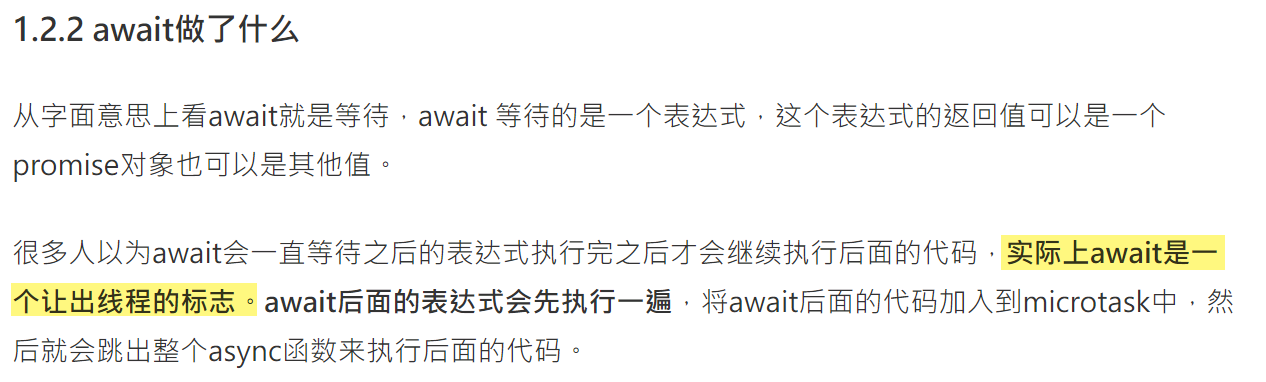 1.2.2 await做了什么
从字面意思上看await就是等待，await 等待的是一个表达式，这个表达式的返回值可以是一个
promise对象也可以是其他值。
很多人以为await会一直等待之后的表达式执行完之后才会继续执行后面的代码，实际上await是一
个让出线程的标志。await后面的表达式会先执行一遍，将await后面的代码加入到microtask中，然
后就会跳出整个async函数来执行后面的代码。